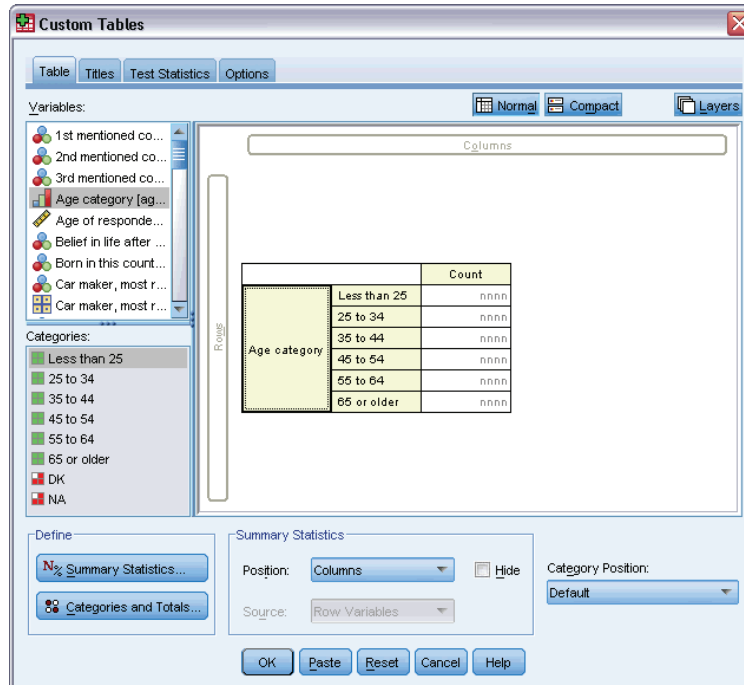 Custom Tables
Table Titles Test Statistics Options
Variables:
Normal Compact Layers
1st mentioned co...
2nd mentioned co...
3rd mentioned co...
Age category [ag...
Age of responde...
Belief in life after ...
Born in this count...
Car maker, most r...
Car maker, most r...
Categories:
Less than 25
25 to 34
35 to 44
45 to 54
55 to 64
65 or older
DK
NA
Columns
Rows
Count
Age category
Less than 25 nnnn
25 to 34 nnnn
35 to 44 nnnn
45 to 54 nnnn
55 to 64 nnnn
65 or older nnnn
Define
N% Summary Statistics...
Categories and Totals...
Summary Statistics
Position: Columns Hide
Source: Row Variables
Category Position:
Default
OK Paste Reset Cancel Help